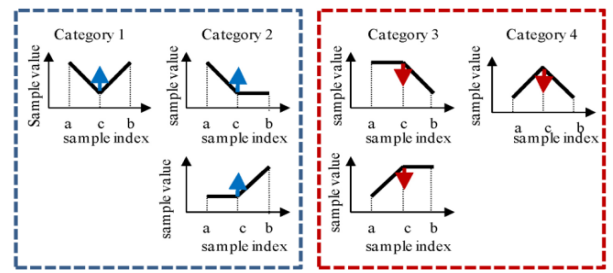 Category 1
Category 2
Category 3
Category 4
Sample value
a c b
sample index
sample value
a c b
sample index
sample value
a c b
sample index
sample value
a c b
sample index
sample value
a c b
sample index
sample value
a c b
sample index